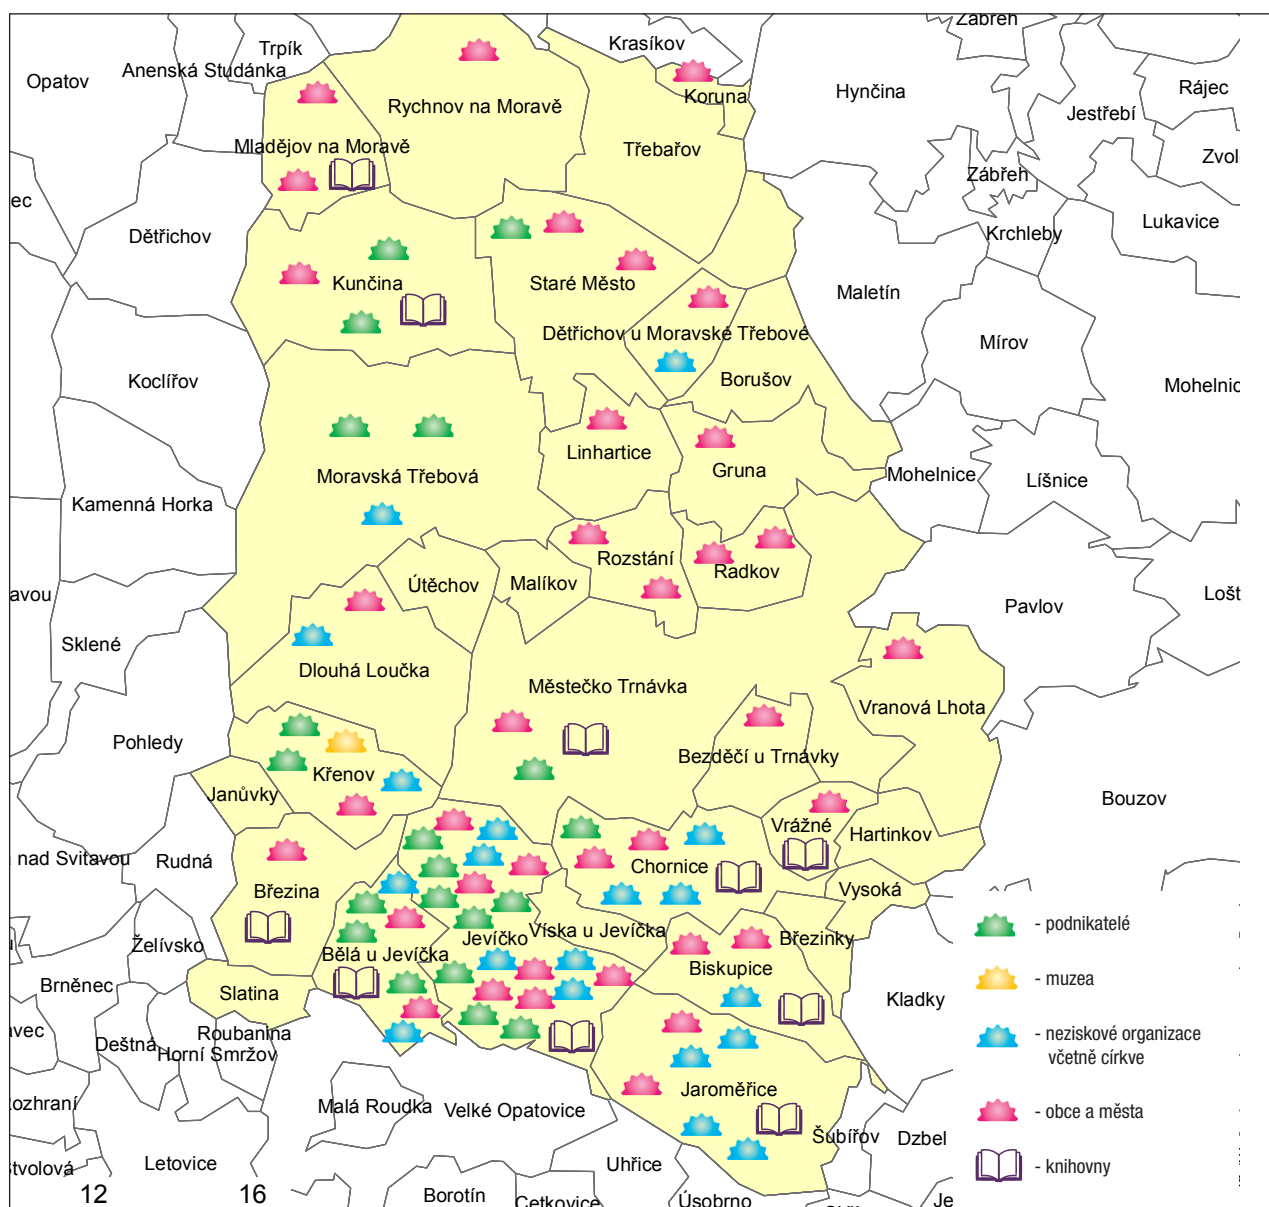 Zábřeh
Krasíkov
Trpík
Anenská Studánka
Opatov
Koruna
Hynčina
Rájec
Jestřebí
Rychnov na Moravě
Třebařov
Mladějov na Moravě
Zvol
Zábřeh
ec
Dětřichov
Krchleby
Lukavice
Kunčina
Staré Město
Maletín
Dětřichov u Moravské Třebové
Mírov
Koclířov
Borušov
Mohelnic
Linhartice
Gruna
Moravská Třebová
Mohelnice
Líšnice
Kamenná Horka
Rozstání
Radkov
Útěchov
Malíkov
avou
Pavlov
Lošt
Sklené
Dlouhá Loučka
Městečko Trnávka
Vranová Lhota
Pohledy
Bezděčí u Trnávky
Křenov
Janůvky
Bouzov
Vrážné
Hartinkov
nad Svitavou
Rudná
Chornice
Březina
Vysoká
Víska u Jevíčka
Jevíčko
Březinky
Želívsko
Bělá u Jevíčka
Biskupice
Brněnec
Slatina
Kladky
avec
Deštná
Roubanina
Horní Smržov
Jaroměřice
ozhraní
Malá Roudka
Velké Opatovice
Šubířov
Dzbel
Stvolová
Letovice
Uhřice
Borotín
Cetkovice
Úsobrno
Je
12
16
- podnikatelé
- muzea
- neziskové organizace
včetně církve
- obce a města
- knihovny